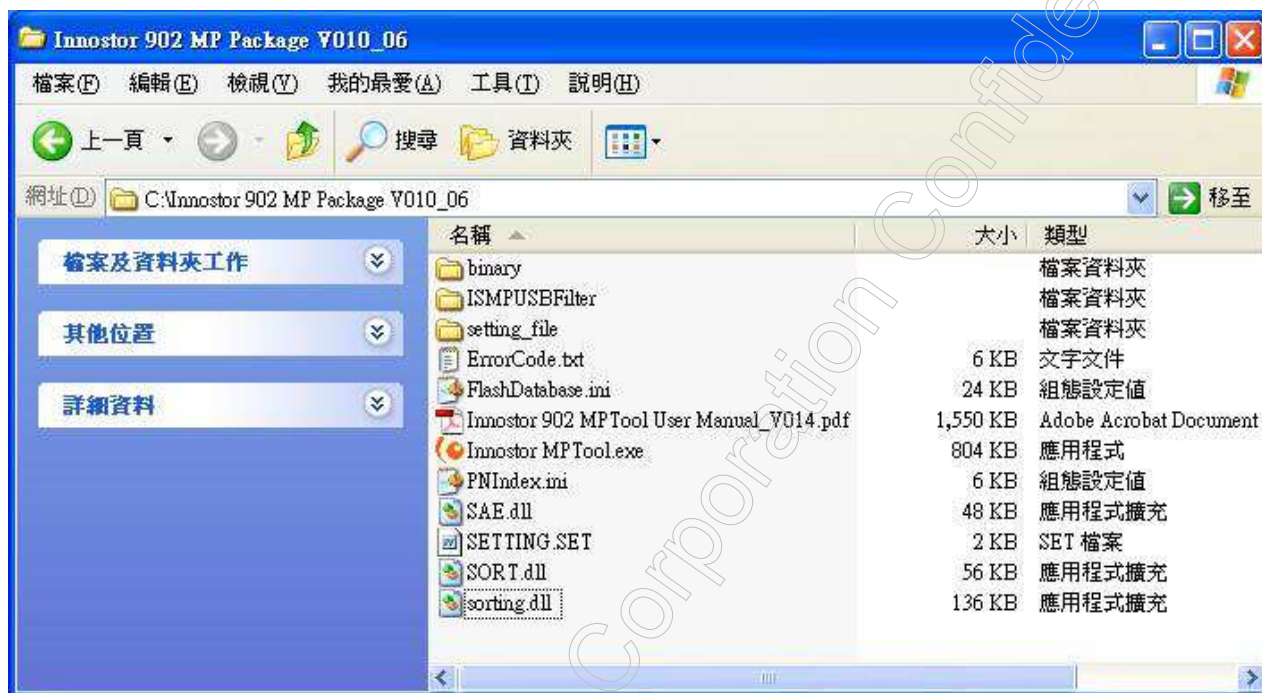 Innostor 902 MP Package V010_06
檔案(F) 編輯(E) 檢視(V) 我的最愛(A) 工具(T) 說明(H)
上一頁 搜尋 資料夾
網址(D) C:\Innostor 902 MP Package V010_06 移至
檔案及資料夾工作
其他位置
詳細資料
名稱 大小 類型
binary 檔案資料夾
ISMPUSBFilter 檔案資料夾
setting_file 檔案資料夾
ErrorCode.txt 6 KB 文字文件
FlashDatabase.ini 24 KB 組態設定值
Innostor 902 MPTool User Manual_V014.pdf 1,550 KB Adobe Acrobat Document
Innostor MPTool.exe 804 KB 應用程式
PNIndex.ini 6 KB 組態設定值
SAE.dll 48 KB 應用程式擴充
SETTING.SET 2 KB SET 檔案
SORT.dll 56 KB 應用程式擴充
sorting.dll 136 KB 應用程式擴充
Corporation Confide